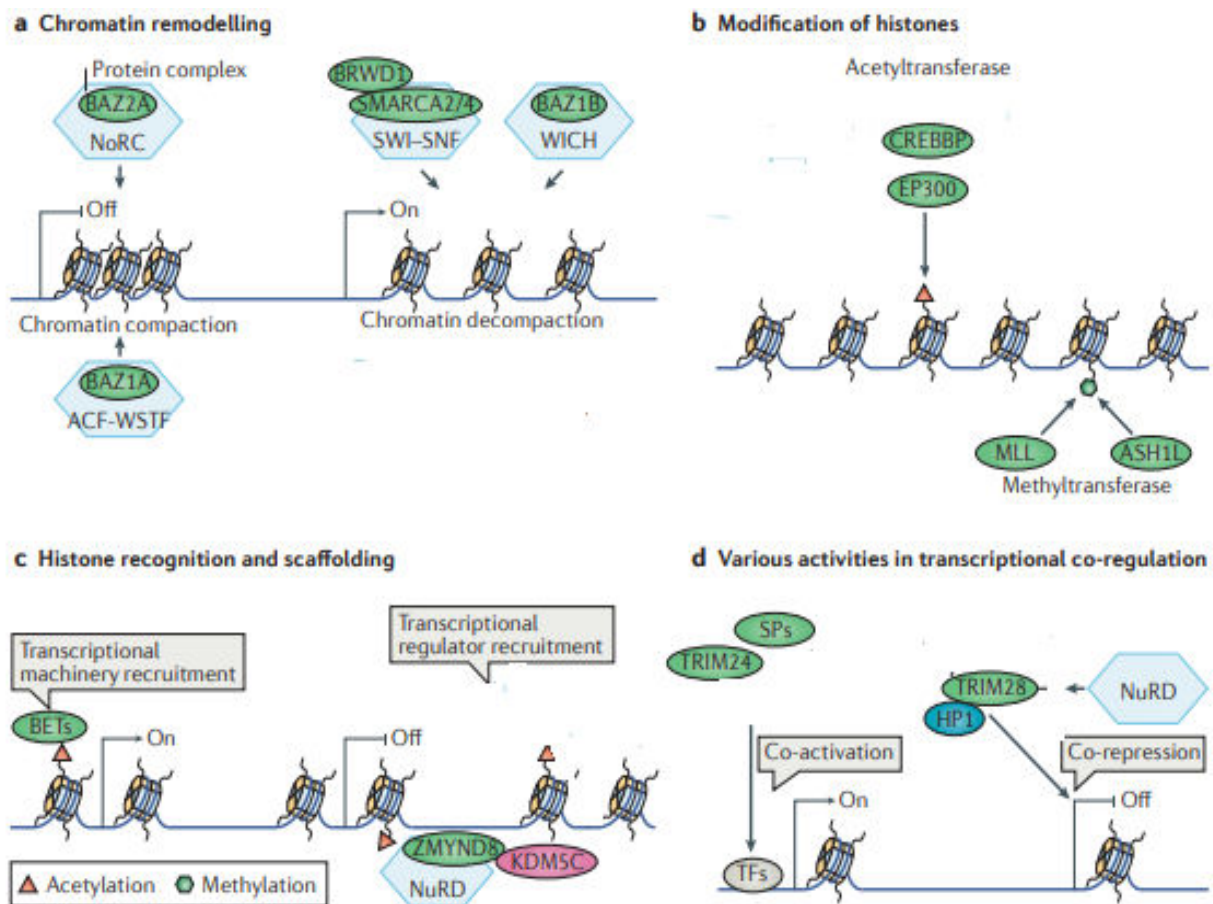 a Chromatin remodelling
Protein complex
BAZ2A
NoRC
BRWD1
SMARCA2/4
SWI–SNF
BAZ1B
WICH
Off
On
Chromatin compaction
Chromatin decompaction
BAZ1A
ACF-WSTF
b Modification of histones
Acetyltransferase
CREBBP
EP300
MLL
ASH1L
Methyltransferase
c Histone recognition and scaffolding
Transcriptional
machinery recruitment
Transcriptional
regulator recruitment
BETs
On
Off
ZMYND8
KDM5C
NuRD
Acetylation
Methylation
d Various activities in transcriptional co-regulation
SPs
TRIM24
TRIM28
HP1
NuRD
Co-activation
Co-repression
On
Off
TFs